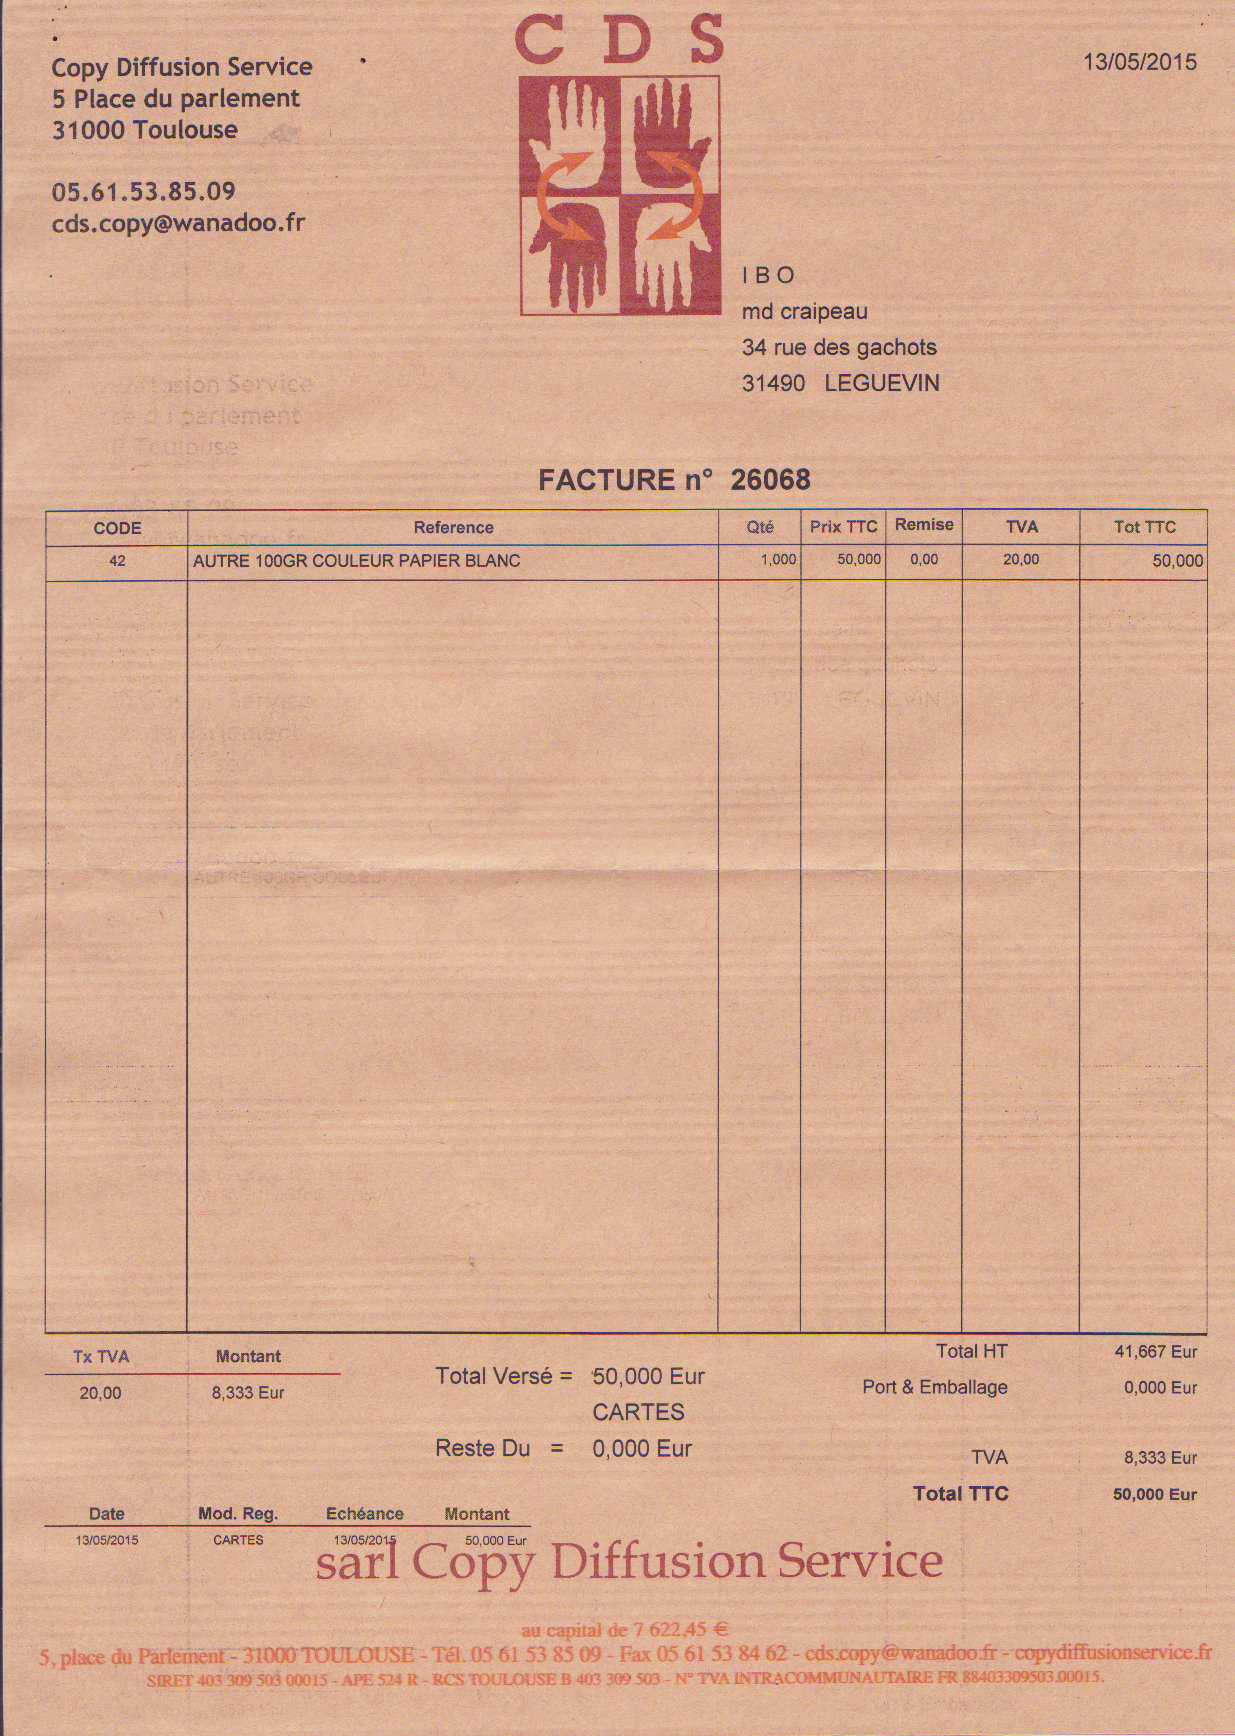 C D S
Copy Diffusion Service
5 Place du parlement
31000 Toulouse
05.61.53.85.09
cds.copy@wanadoo.fr
13/05/2015
I B O
md craipeau
34 rue des gachots
31490 LEGUEVIN
FACTURE n° 26068
CODE Reference Qté Prix TTC Remise TVA Tot TTC
42 AUTRE 100GR COULEUR PAPIER BLANC 1,000 50,000 0,00 20,00 50,000
Tx TVA Montant
20,00 8,333 Eur
Total Versé = 50,000 Eur
CARTES
Reste Du = 0,000 Eur
Total HT 41,667 Eur
Port & Emballage 0,000 Eur
TVA 8,333 Eur
Total TTC 50,000 Eur
Date Mod. Reg. Echéance Montant
13/05/2015 CARTES 13/05/2015 50,000 Eur
sarl Copy Diffusion Service
au capital de 7 622,45 €
5, place du Parlement - 31000 TOULOUSE - Tél. 05 61 53 85 09 - Fax 05 61 53 84 62 - cds.copy@wanadoo.fr - copydiffusionservice.fr
SIRET 403 309 503 00015 - APE 524 R - RCS TOULOUSE B 403 309 503 - N° TVA INTRACOMMUNAUTAIRE FR 88403309503.00015.